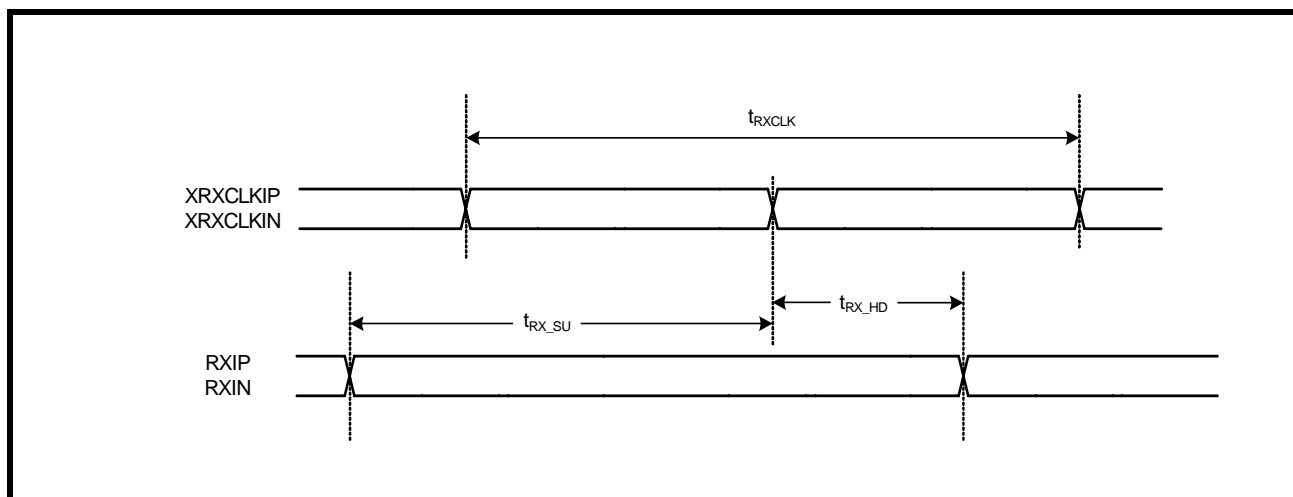 tRXCLK
XRXCLKIP
XRXCLKIN
tRX_HD
tRX_SU
RXIP
RXIN